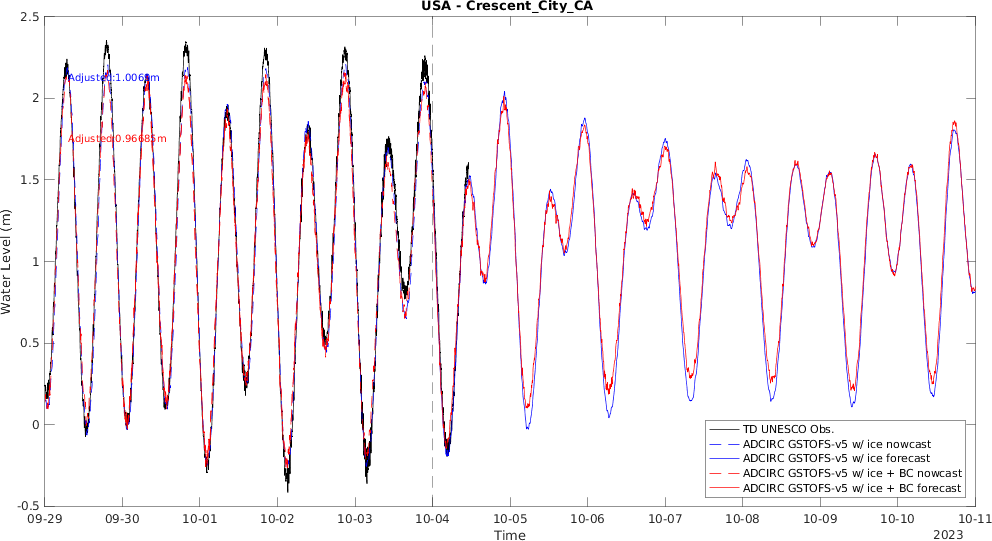 USA - Crescent_City_CA
Water Level (m)
2.5
2
1.5
1
0.5
0
-0.5
Adjusted:0.96685m
09-29 09-30 10-01 10-02 10-03 10-04 10-05 10-06 10-07 10-08 10-09 10-10 10-11
Time
2023
TD UNESCO Obs.
ADCIRC GSTOFS-v5 w/ ice nowcast
ADCIRC GSTOFS-v5 w/ ice forecast
ADCIRC GSTOFS-v5 w/ ice + BC nowcast
ADCIRC GSTOFS-v5 w/ ice + BC forecast